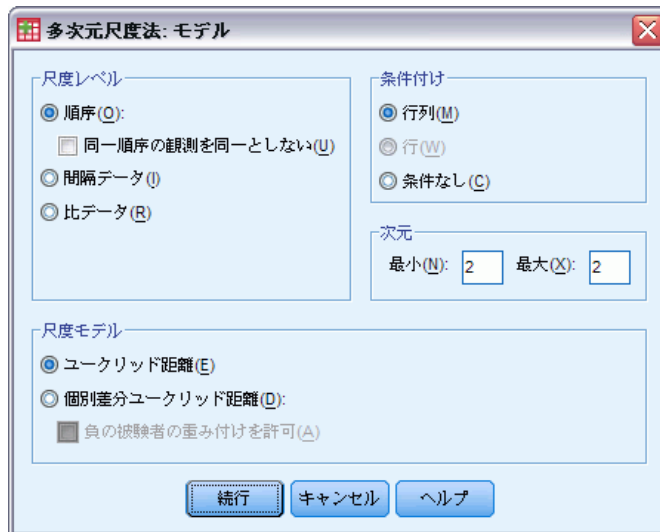 多次元尺度法: モデル
尺度レベル
順序(O):
同一順序の観測を同一としない(U)
間隔データ(I)
比データ(R)
条件付け
行列(M)
行(W)
条件なし(C)
次元
最小(N): 2 最大(X): 2
尺度モデル
ユークリッド距離(E)
個別差分ユークリッド距離(D):
負の被験者の重み付けを許可(A)
続行 キャンセル ヘルプ